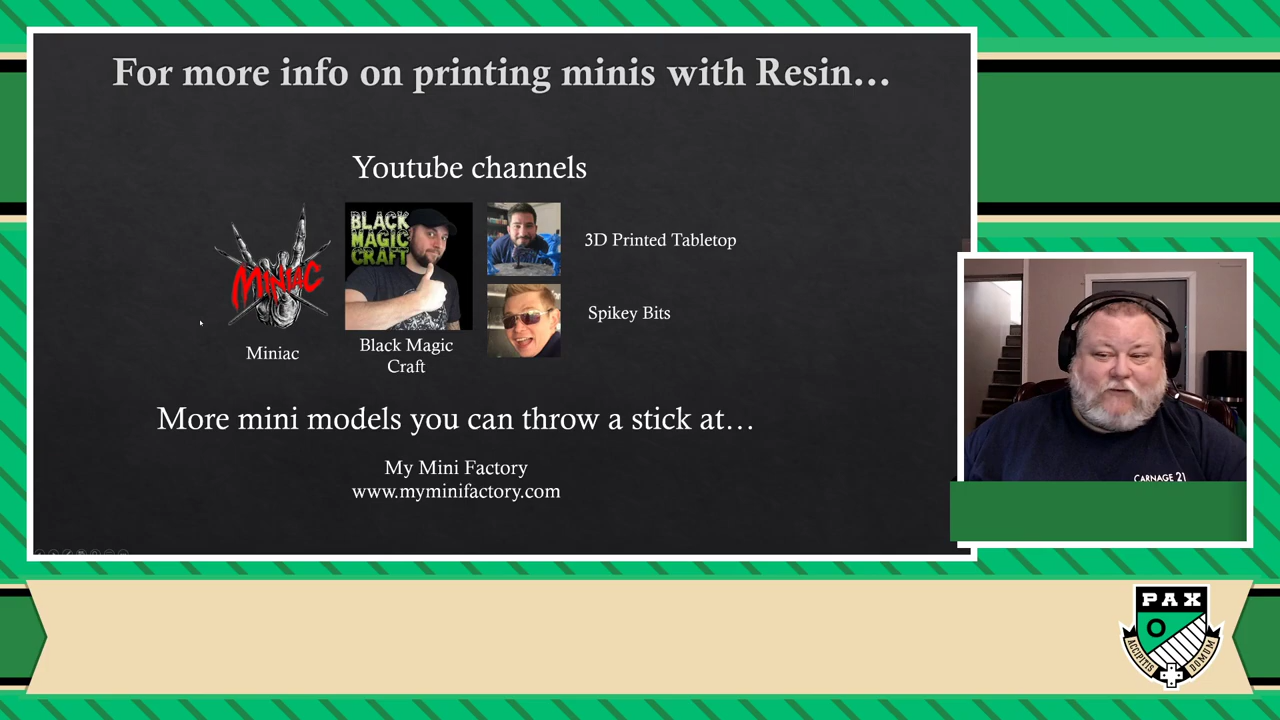 For more info on printing minis with Resin...
Youtube channels
MINIAC
BLACK
MAGIC
CRAFT
3D Printed Tabletop
Spikey Bits
Miniac
Black Magic
Craft
More mini models you can throw a stick at...
My Mini Factory
www.myminifactory.com
CARNAGE 21
PAX
ACCIPITIS
DOMUM